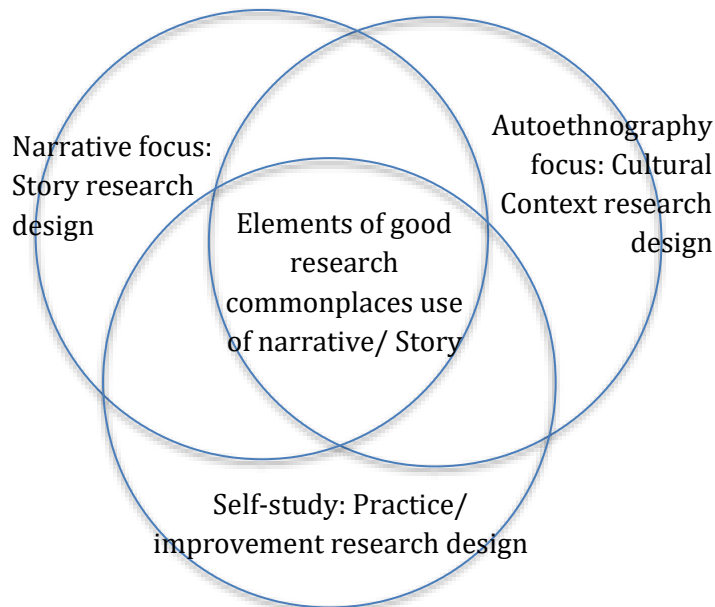 Narrative focus:
Story research
design
Autoethnography
focus: Cultural
Context research
design
Elements of good
research
commonplaces use
of narrative/ Story
Self-study: Practice/
improvement research design